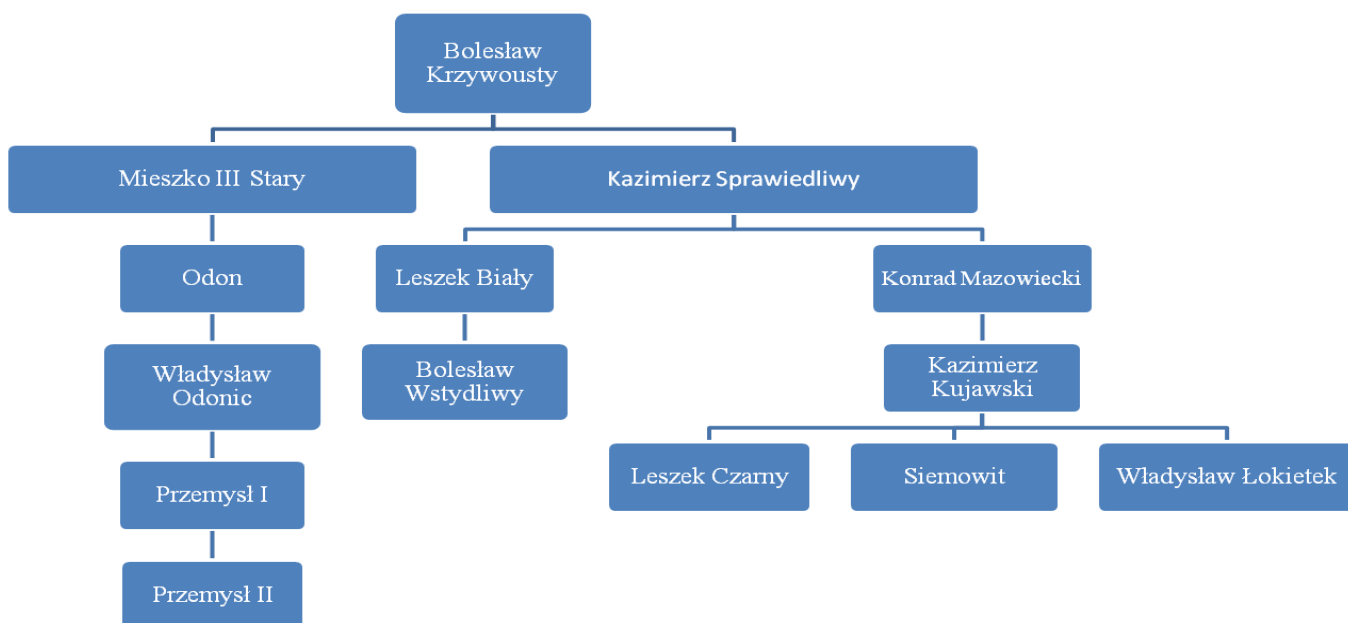 Bolesław
Krzywousty
Mieszko III Stary
Kazimierz Sprawiedliwy
Odon
Leszek Biały
Konrad Mazowiecki
Władysław
Odonic
Bolesław
Wstydliwy
Kazimierz
Kujawski
Przemysł I
Leszek Czarny
Siemowit
Władysław Łokietek
Przemysł II